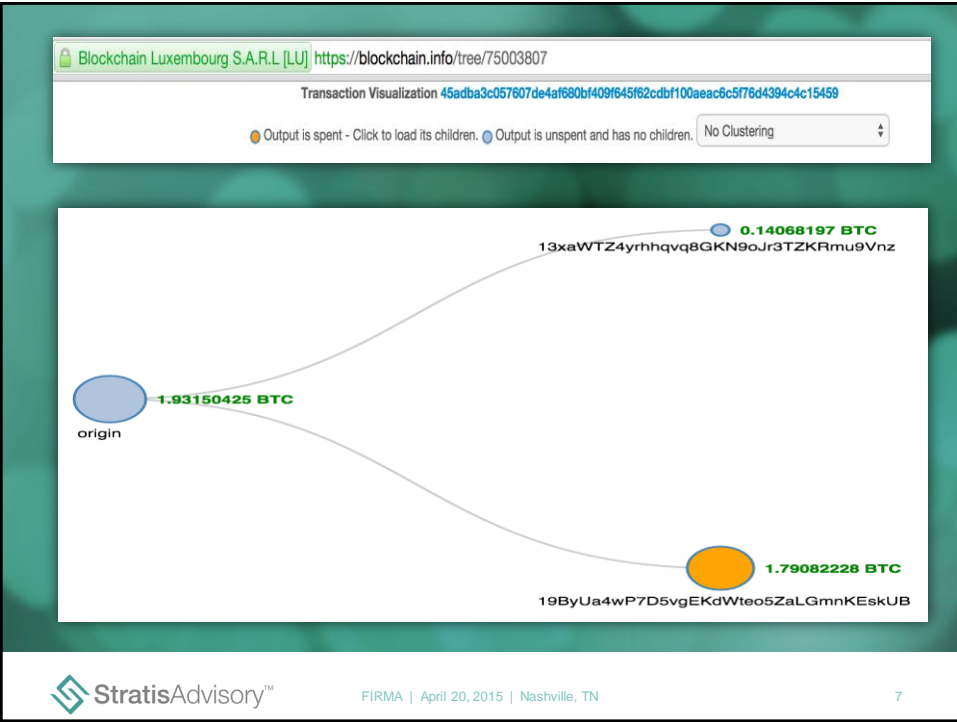 Blockchain Luxembourg S.A.R.L [LU] https://blockchain.info/tree/75003807
Transaction Visualization 45adba3c057607de4af680bf409f645f62cdbf100aeac6c5f76d4394c4c15459
Output is spent - Click to load its children. Output is unspent and has no children. No Clustering
0.14068197 BTC
13xaWTZ4yrhhqvq8GKN9oJr3TZKRmu9Vnz
1.93150425 BTC
origin
1.79082228 BTC
19ByUa4wP7D5vgEKdWteo5ZaLGmnKEskUB
StratisAdvisory™ FIRMA | April 20, 2015 | Nashville, TN 7